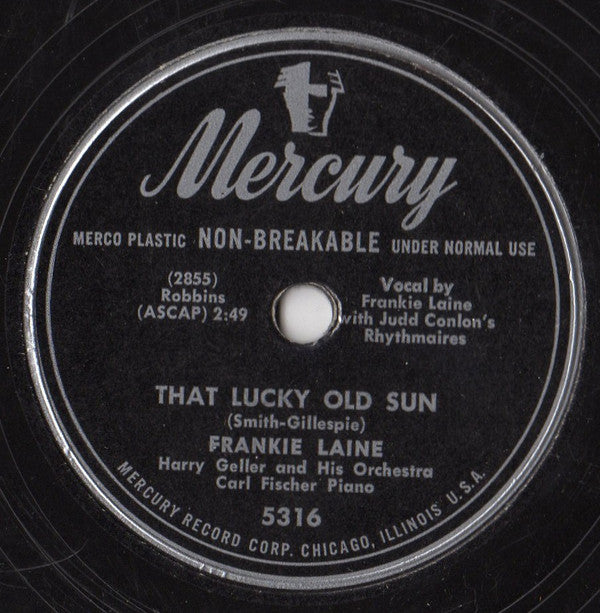 Mercury
MERCO PLASTIC NON-BREAKABLE UNDER NORMAL USE
(2855)
Robbins
(ASCAP) 2:49
Vocal by
Frankie Laine
with Judd Conlon's
Rhythmaires
THAT LUCKY OLD SUN
(Smith-Gillespie)
FRANKIE LAINE
Harry Geller and His Orchestra
Carl Fischer Piano
5316
MERCURY RECORD CORP. CHICAGO, ILLINOIS U.S.A.